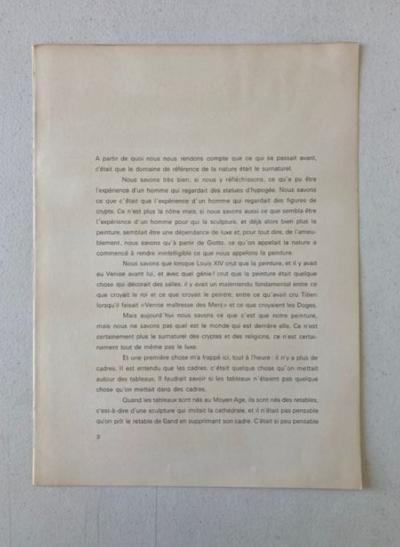 A partir de quoi nous nous rendons compte que ce qui se passait avant,
c'était que le domaine de référence de la nature était le surnaturel.
Nous savons très bien, si nous y réfléchissons, ce qu'a pu être
l'expérience d'un homme qui regardait des statues d'hypogée. Nous savons
ce que c'était que l'expérience d'un homme qui regardait des figures de
crypte. Ce n'est plus la nôtre mais, si nous savons aussi ce que sembla être
l'expérience d'un homme pour qui la sculpture, et déjà alors bien plus la
peinture, semblait être une dépendance de luxe et, pour tout dire, de l'ameu-
blement, nous savons qu'à partir de Giotto, ce qu'on appelait la nature a
commencé à rendre inintelligible ce que nous appelons la peinture.
Nous savons que lorsque Louis XIV crut que la peinture, et il y avait
au Venise avant lui, et avec quel génie! crut que la peinture était quelque
chose qui décorait des salles, il y avait un malentendu fondamental entre ce
que croyait le roi et ce que croyait le peintre, entre ce qu'avait cru Titien
lorsqu'il faisait «Venise maîtresse des Mers» et ce que croyaient les Doges.
Mais aujourd'hui nous savons ce que c'est que notre peinture,
mais nous ne savons pas quel est le monde qui est derrière elle. Ce n'est
certainement plus le surnaturel des cryptes et des religions, ce n'est certai-
nement tout de même pas le luxe.
Et une première chose m'a frappé ici, tout à l'heure : il n'y a plus de
cadres. Il est entendu que les cadres, c'était quelque chose qu'on mettait
autour des tableaux. Il faudrait savoir si les tableaux n'étaient pas quelque
chose qu'on mettait dans des cadres.
Quand les tableaux sont nés au Moyen Age, ils sont nés des retables,
c'est-à-dire d'une sculpture qui imitait la cathédrale, et il n'était pas pensable
qu'on prît le retable de Gand en supprimant son cadre. C'était si peu pensable